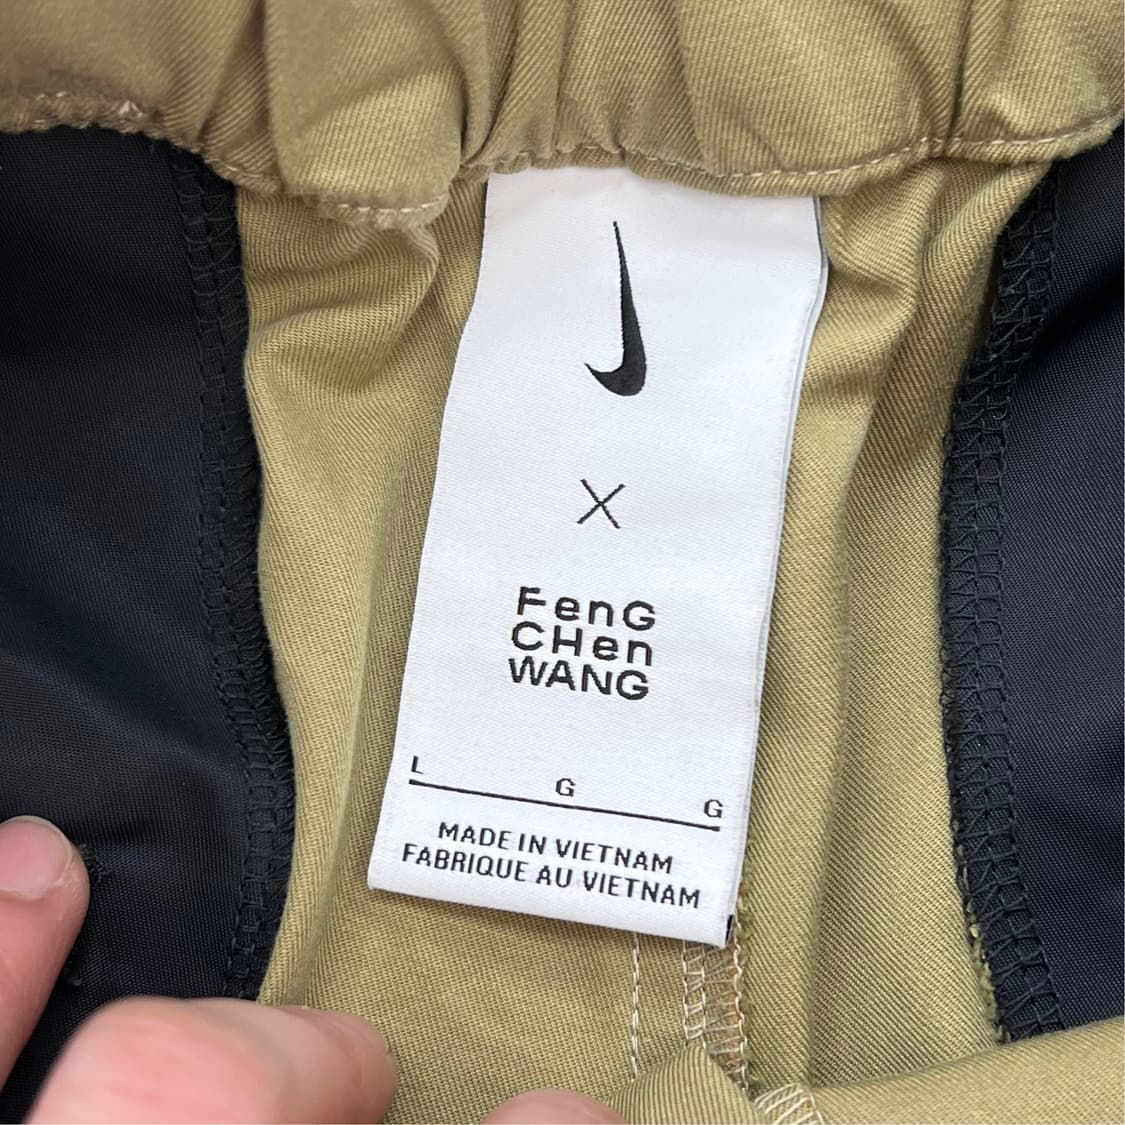 X
FenG
CHen
WANG
L G G
MADE IN VIETNAM
FABRIQUE AU VIETNAM